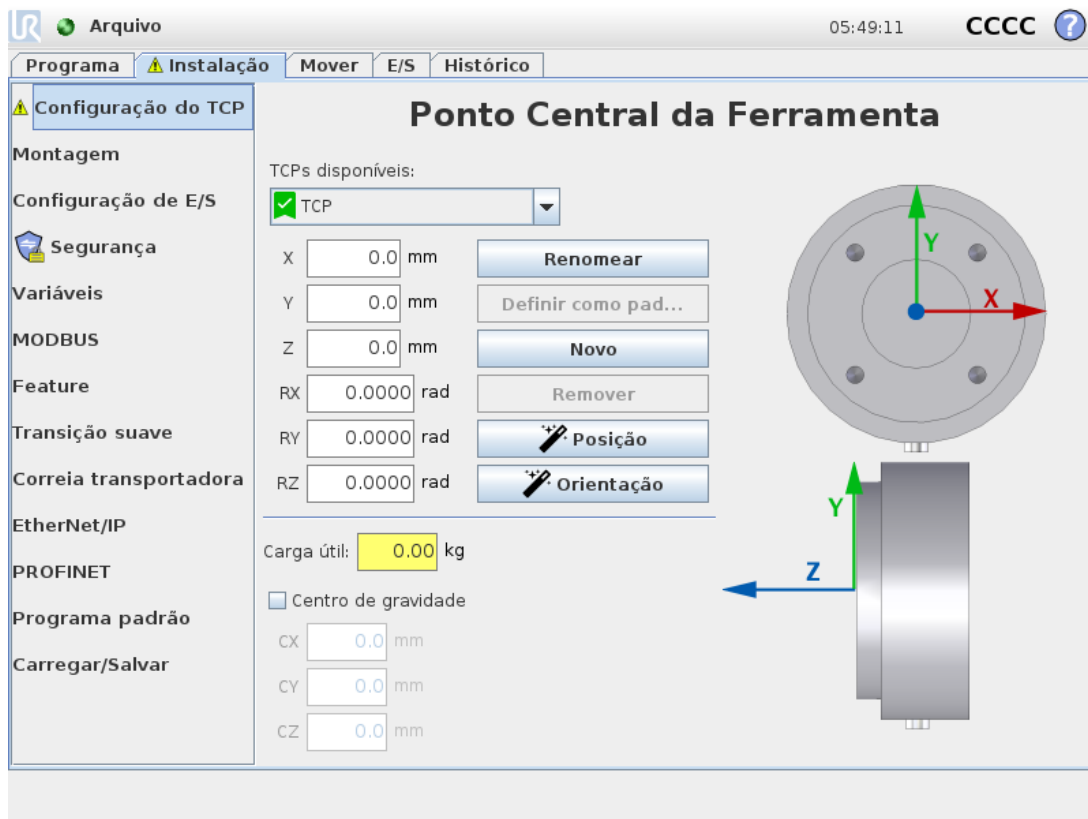 UR Arquivo 05:49:11 CCCC ?
Programa Instalação Mover E/S Histórico
Configuração do TCP
Montagem
Configuração de E/S
Segurança
Variáveis
MODBUS
Feature
Transição suave
Correia transportadora
EtherNet/IP
PROFINET
Programa padrão
Carregar/Salvar
Ponto Central da Ferramenta
TCPs disponíveis:
TCP
X 0.0 mm Renomear
Y 0.0 mm Definir como pad...
Z 0.0 mm Novo
RX 0.0000 rad Remover
RY 0.0000 rad Posição
RZ 0.0000 rad Orientação
Carga útil: 0.00 kg
Centro de gravidade
CX 0.0 mm
CY 0.0 mm
CZ 0.0 mm
Y
X
Y
Z